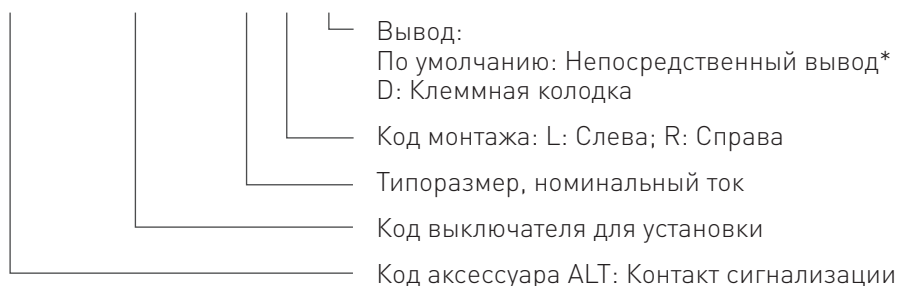 Вывод:
По умолчанию: Непосредственный вывод*
D: Клеммная колодка
Код монтажа: L: Слева; R: Справа
Типоразмер, номинальный ток
Код выключателя для установки
Код аксессуара ALT: Контакт сигнализации